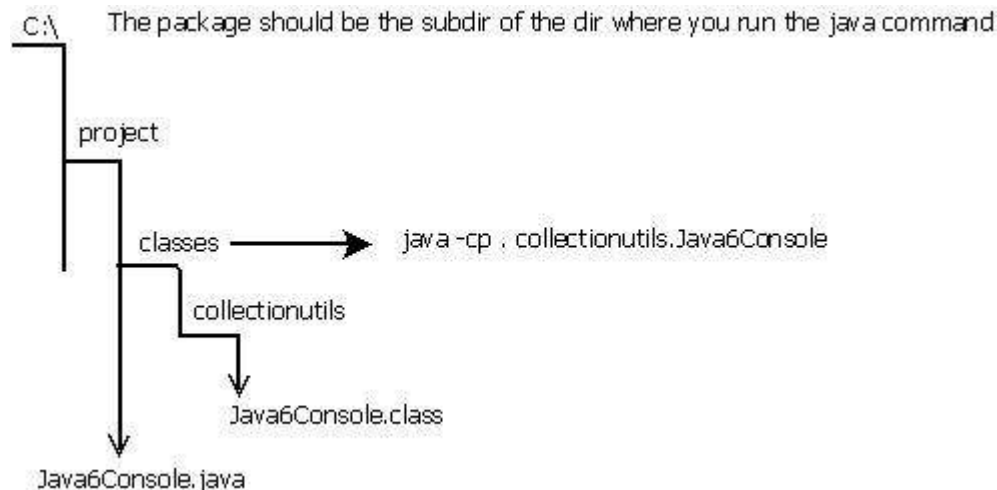 C:\ The package should be the subdir of the dir where you run the java command
project
classes java -cp . collectionutils.Java6Console
collectionutils
Java6Console.class
Java6Console.java